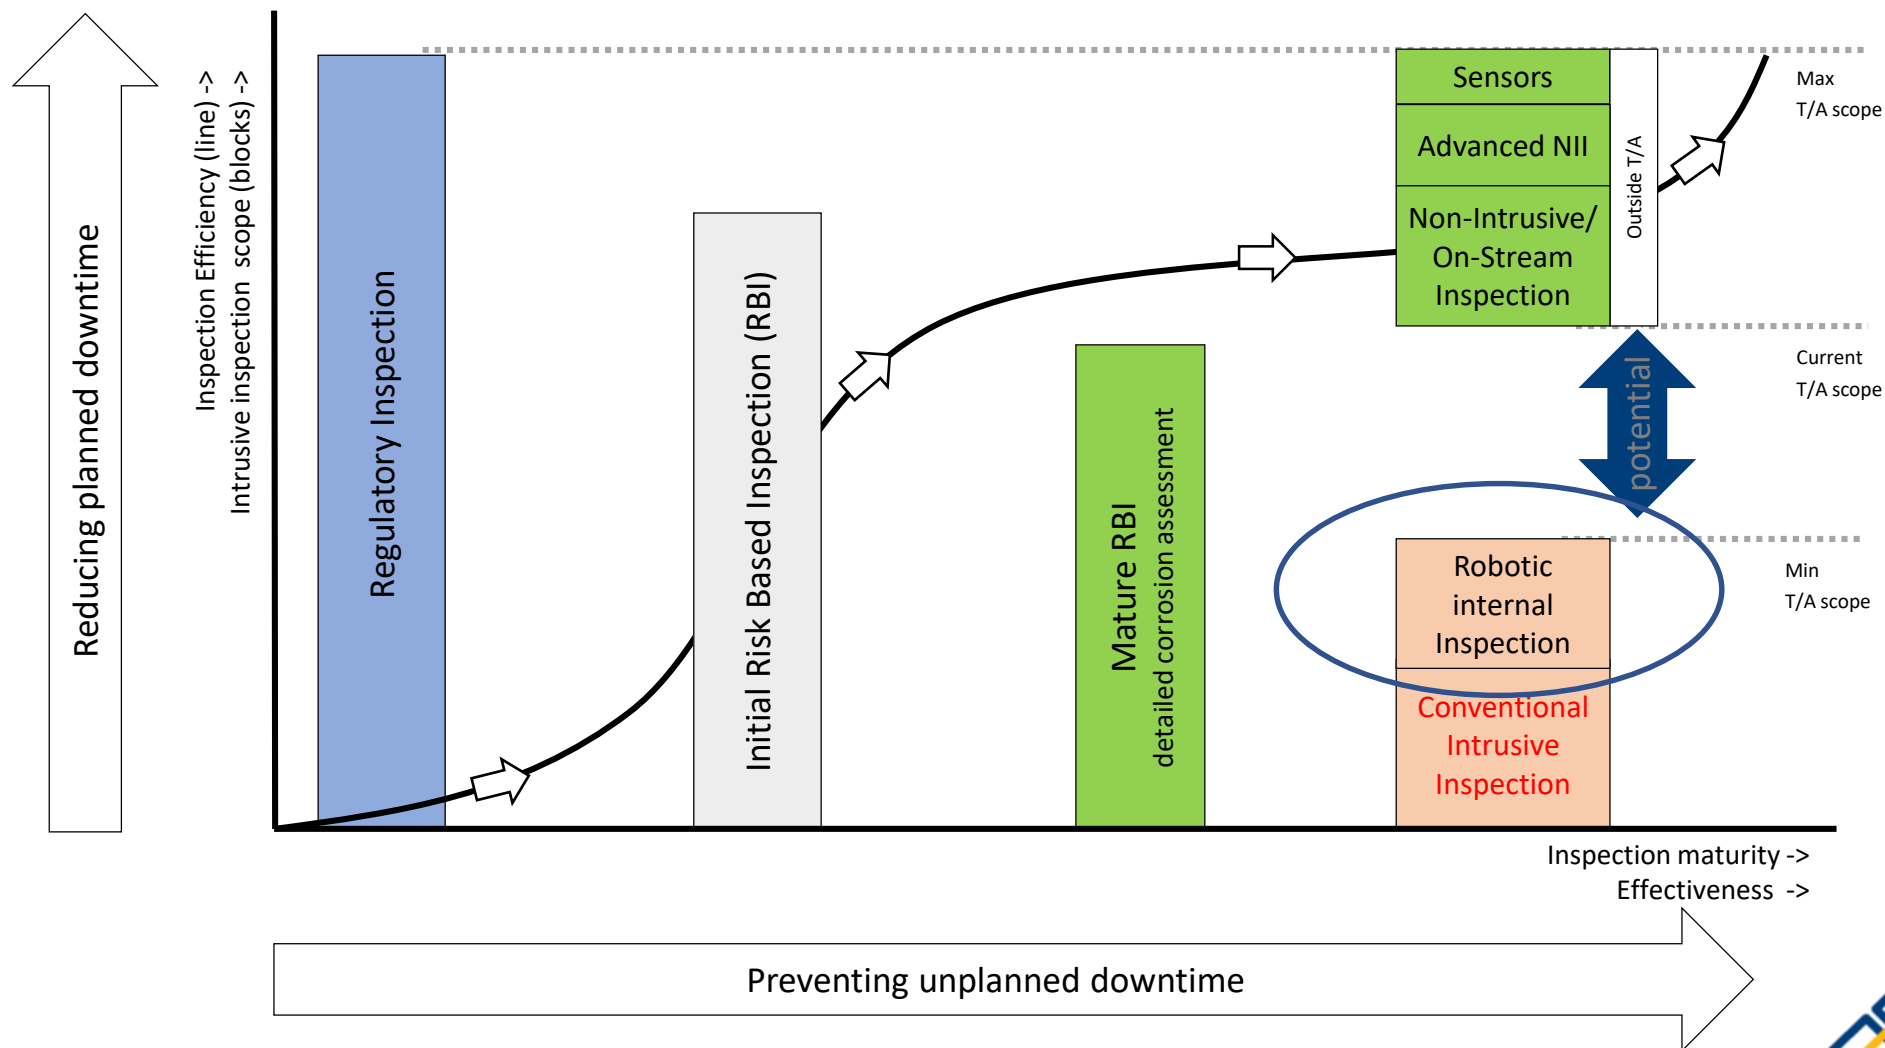 Reducing planned downtime
Inspection Efficiency (line) ->
Intrusive inspection scope (blocks) ->
Regulatory Inspection
Initial Risk Based Inspection (RBI)
Mature RBI
detailed corrosion assessment
Sensors
Advanced NII
Non-Intrusive/
On-Stream
Inspection
Outside T/A
potential
Robotic
internal
Inspection
Conventional
Intrusive
Inspection
Max
T/A scope
Current
T/A scope
Min
T/A scope
Inspection maturity ->
Effectiveness ->
Preventing unplanned downtime